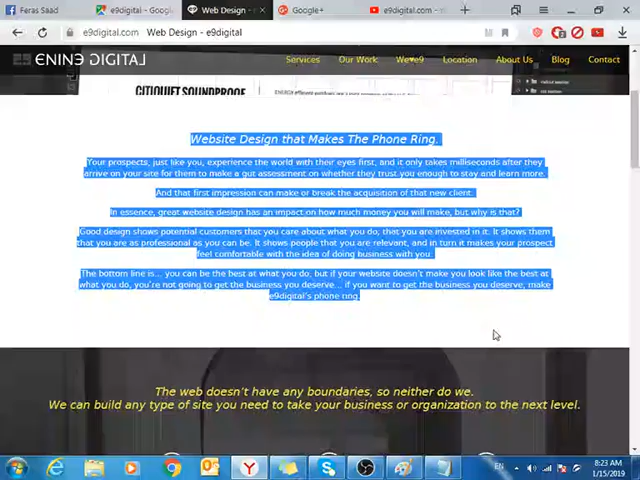 Feras Saad
e9digital - Google
Web Design -
Google+
e9digital.com
e9digital.com Web Design - e9digital
ENINE DIGITAL
Services Our Work We♥e9 Location About Us Blog Contact
CITIQUIET SOUNDPROOF
Website Design that Makes The Phone Ring.
Your prospects, just like you, experience the world with their eyes first, and it only takes milliseconds after they
arrive on your site for them to make a gut assessment on whether they trust you enough to stay and learn more.
And that first impression can make or break the acquisition of that new client.
In essence, great website design has an impact on how much money you will make, but why is that?
Good design shows potential customers that you care about what you do, that you are invested in it. It shows them
that you are as professional as you can be. It shows people that you are relevant, and in turn it makes your prospect
feel comfortable with the idea of doing business with you.
The bottom line is... you can be the best at what you do, but if your website doesn't make you look like the best at
what you do, you're not going to get the business you deserve... if you want to get the business you deserve, make
e9digital's phone ring.
The web doesn't have any boundaries, so neither do we.
We can build any type of site you need to take your business or organization to the next level.
EN
8:23 AM
1/15/2019